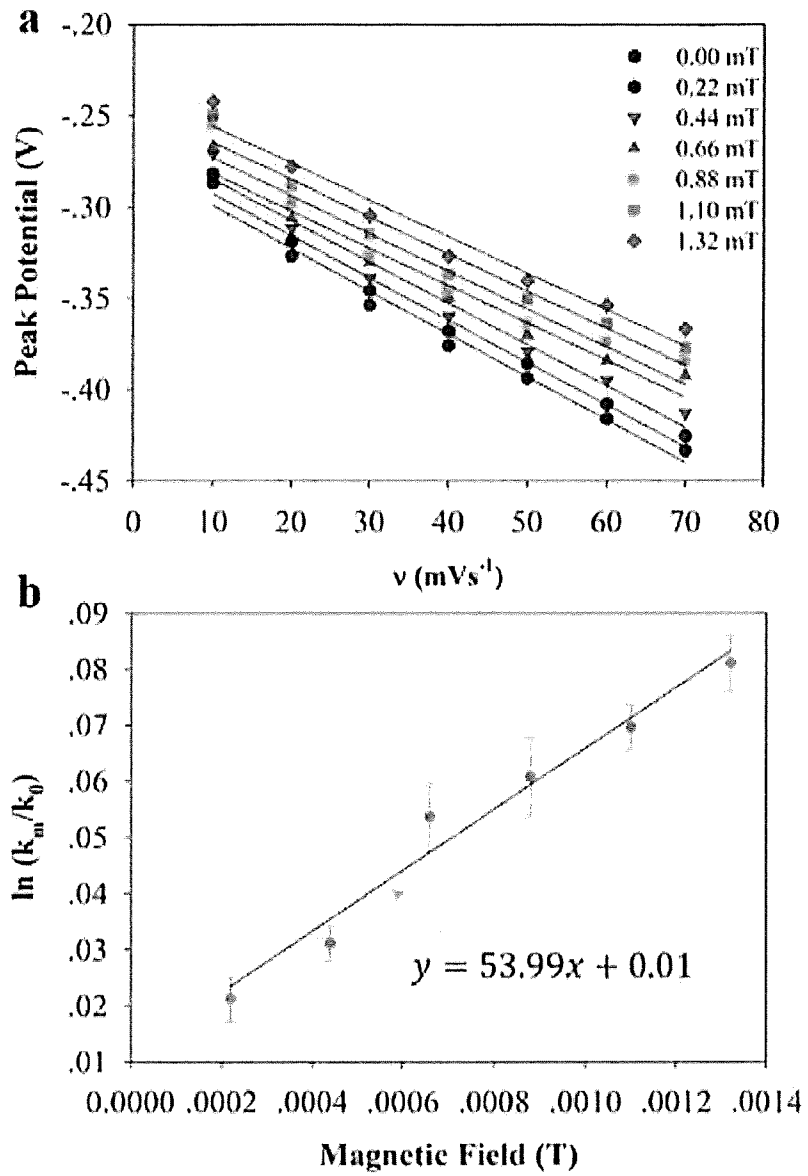 a
-.20
-.25
-.30
-.35
-.40
-.45
Peak Potential (V)
0.00 mT
0.22 mT
0.44 mT
0.66 mT
0.88 mT
1.10 mT
1.32 mT
0 10 20 30 40 50 60 70 80
ν (mVs⁻¹)
b
.09
.08
.07
.06
.05
.04
.03
.02
.01
ln (kₘ/k₀)
y = 53.99x + 0.01
0.0000 .0002 .0004 .0006 .0008 .0010 .0012 .0014
Magnetic Field (T)